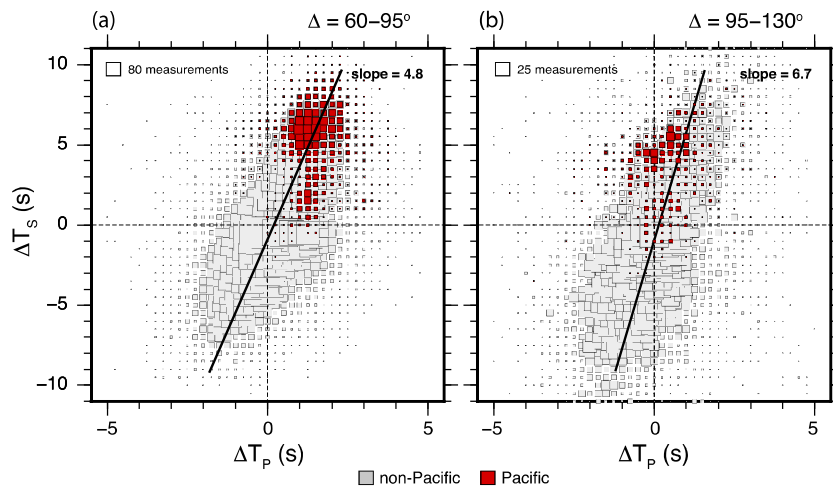 (a) Δ = 60–95° (b) Δ = 95–130°
10 80 measurements slope = 4.8 25 measurements slope = 6.7
5
0
−5
−10
ΔT_S (s)
−5 0 5 −5 0 5
ΔT_P (s) ΔT_P (s)
non-Pacific Pacific